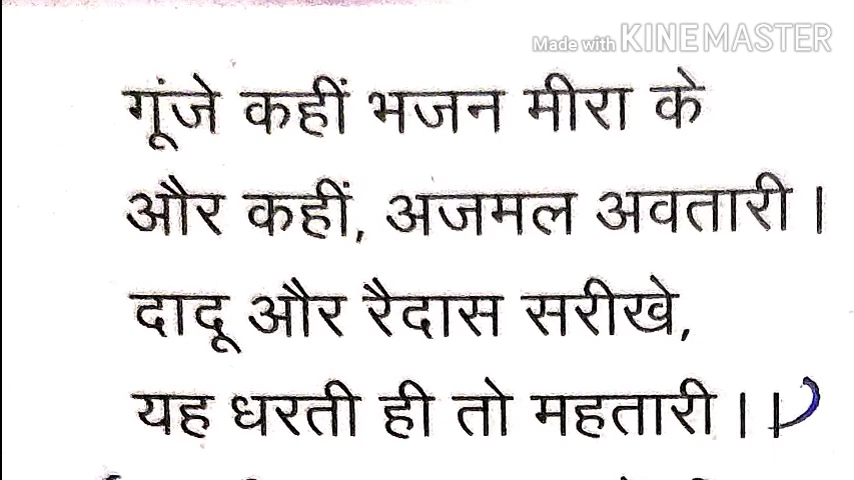 Made with KINEMASTER
गूंजे कहीं भजन मीरा के
और कहीं, अजमल अवतारी ।
दादू और रैदास सरीखे,
यह धरती ही तो महतारी । ।